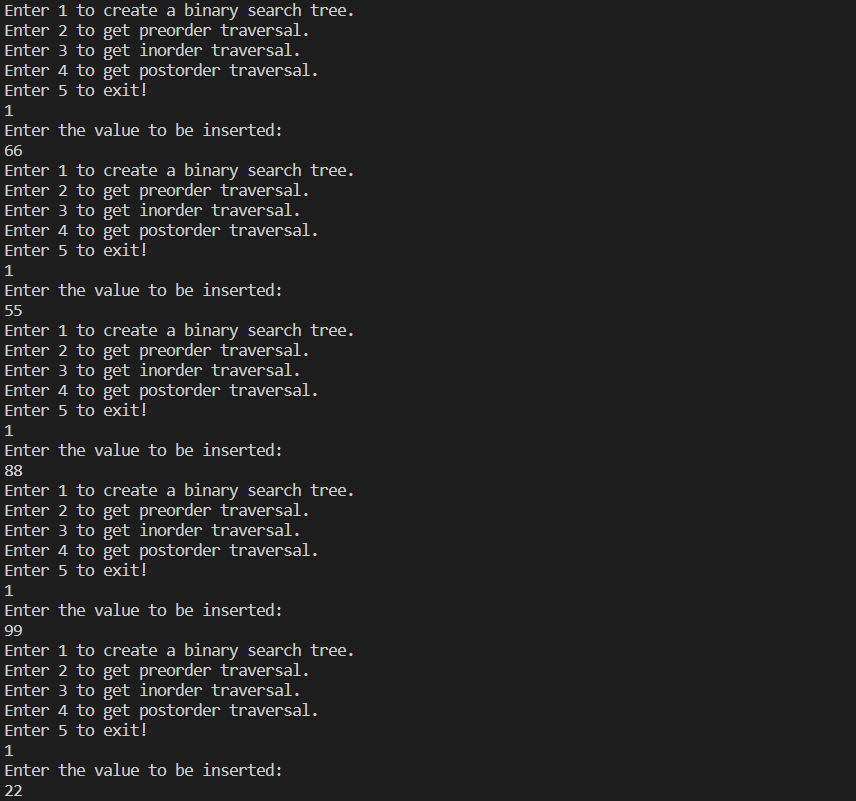 Enter 1 to create a binary search tree.
Enter 2 to get preorder traversal.
Enter 3 to get inorder traversal.
Enter 4 to get postorder traversal.
Enter 5 to exit!
1
Enter the value to be inserted:
66
Enter 1 to create a binary search tree.
Enter 2 to get preorder traversal.
Enter 3 to get inorder traversal.
Enter 4 to get postorder traversal.
Enter 5 to exit!
1
Enter the value to be inserted:
55
Enter 1 to create a binary search tree.
Enter 2 to get preorder traversal.
Enter 3 to get inorder traversal.
Enter 4 to get postorder traversal.
Enter 5 to exit!
1
Enter the value to be inserted:
88
Enter 1 to create a binary search tree.
Enter 2 to get preorder traversal.
Enter 3 to get inorder traversal.
Enter 4 to get postorder traversal.
Enter 5 to exit!
1
Enter the value to be inserted:
99
Enter 1 to create a binary search tree.
Enter 2 to get preorder traversal.
Enter 3 to get inorder traversal.
Enter 4 to get postorder traversal.
Enter 5 to exit!
1
Enter the value to be inserted:
22